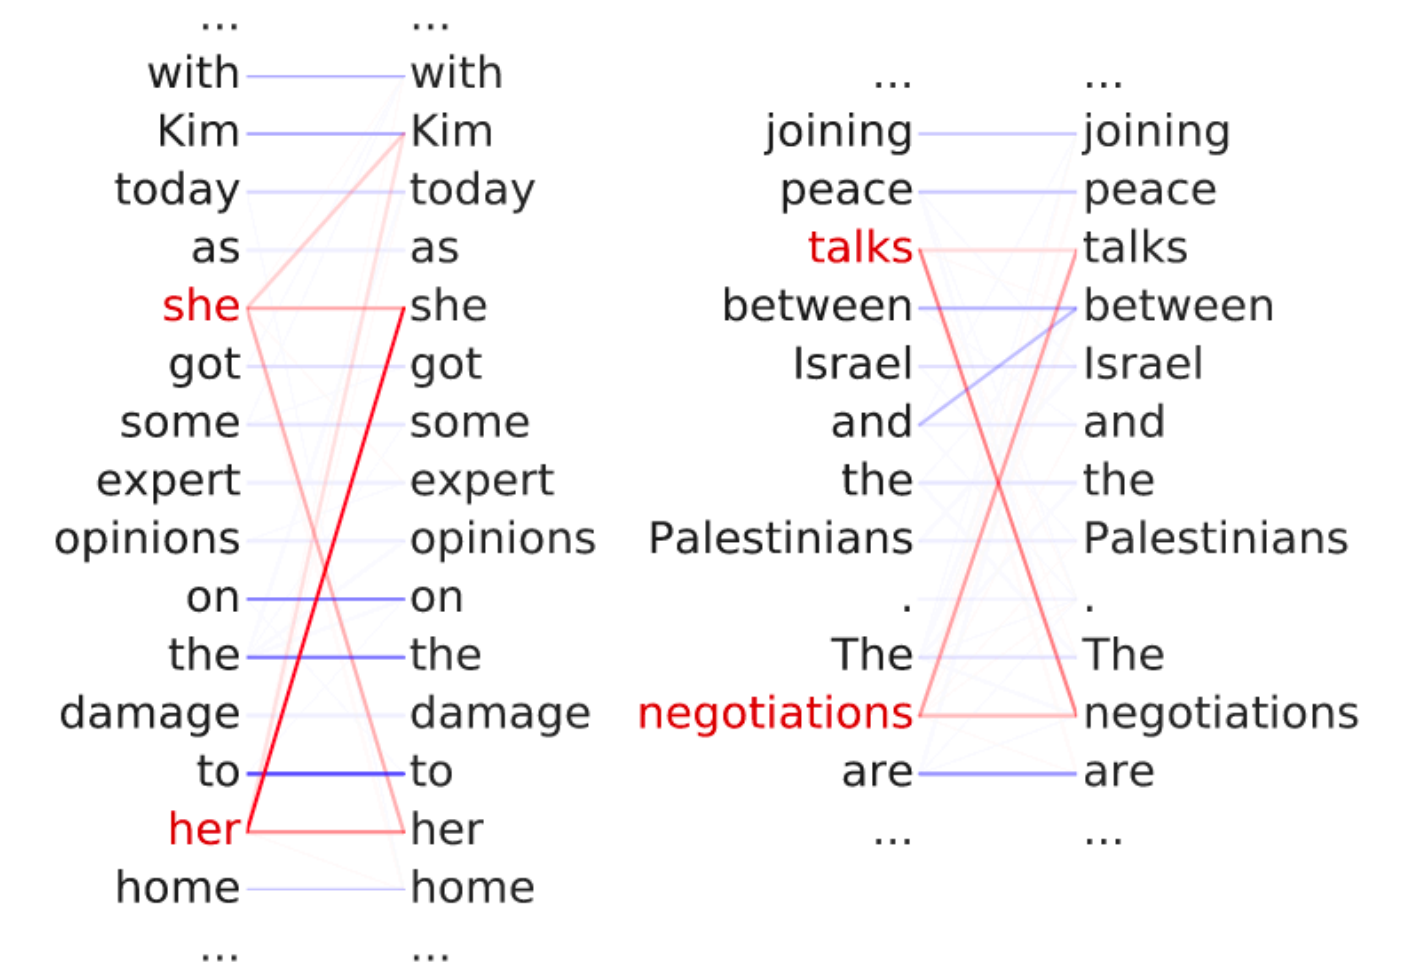 ... ...
with with
Kim Kim
today today
as as
she she
got got
some some
expert expert
opinions opinions
on on
the the
damage damage
to to
her her
home home
... ...
... ...
joining joining
peace peace
talks talks
between between
Israel Israel
and and
the the
Palestinians Palestinians
. .
The The
negotiations negotiations
are are
... ...